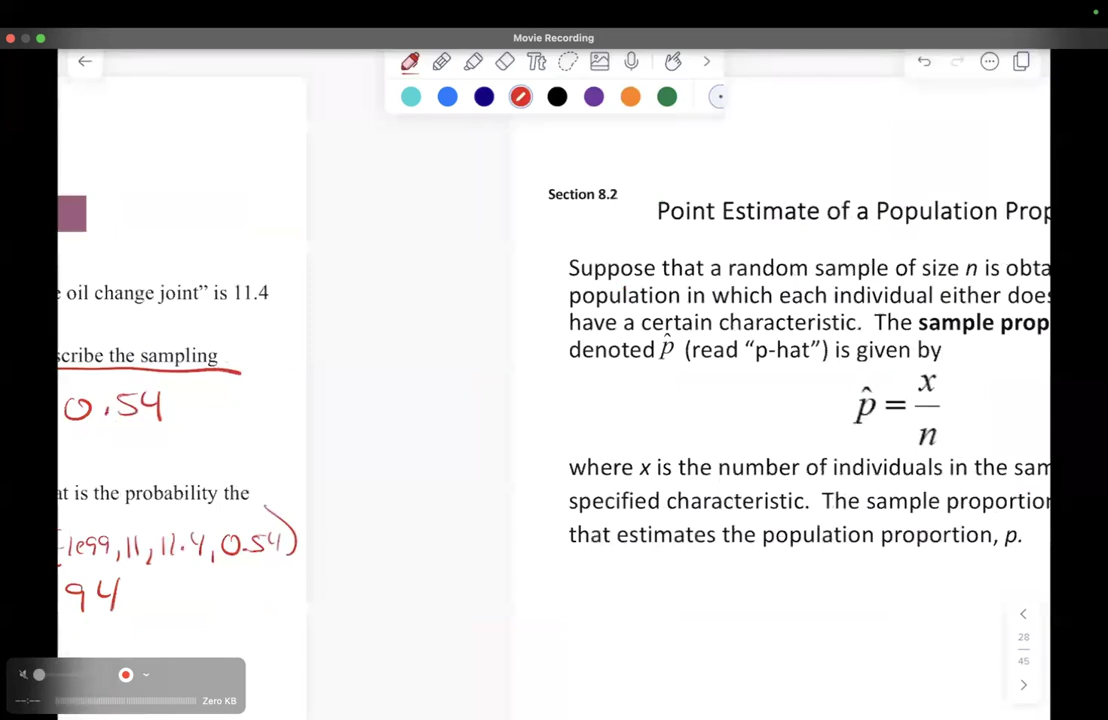 Movie Recording
Tt
oil change joint” is 11.4
scribe the sampling
0.54
at is the probability the
-1e99, 11, 11.4, 0.54)
94
Section 8.2
Point Estimate of a Population Prop
Suppose that a random sample of size n is obta
population in which each individual either does
have a certain characteristic. The sample prop
denoted p̂ (read “p-hat”) is given by
p̂ = x/n
where x is the number of individuals in the sam
specified characteristic. The sample proportion
that estimates the population proportion, p.
28
45
--:--
Zero KB